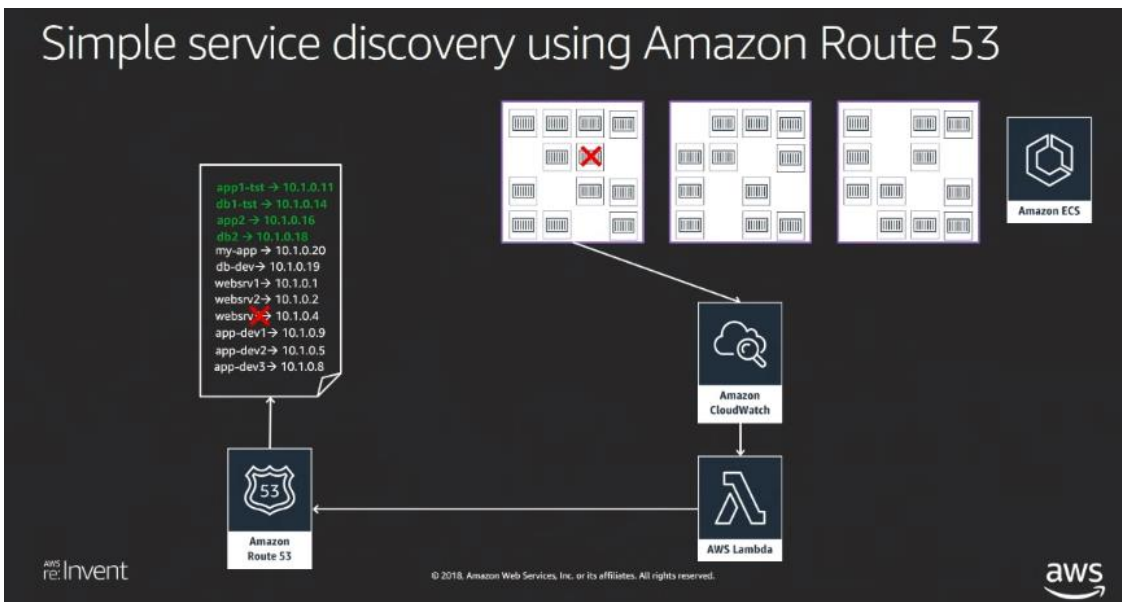 Simple service discovery using Amazon Route 53
app1-tst → 10.1.0.11
db1-tst → 10.1.0.14
app2 → 10.1.0.16
db2 → 10.1.0.18
my-app → 10.1.0.20
db-dev→ 10.1.0.19
websrv1→ 10.1.0.1
websrv2→ 10.1.0.2
websrv → 10.1.0.4
app-dev1→ 10.1.0.9
app-dev2→ 10.1.0.5
app-dev3→ 10.1.0.8
Amazon ECS
Amazon
CloudWatch
53
Amazon
Route 53
AWS Lambda
AWS
re:Invent
© 2018, Amazon Web Services, Inc. or its affiliates. All rights reserved.
aws